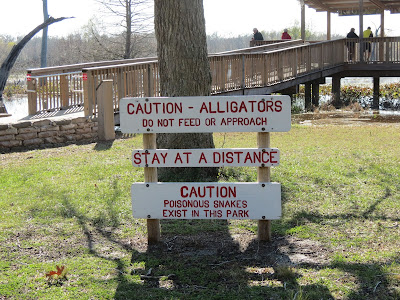 CAUTION - ALLIGATORS
DO NOT FEED OR APPROACH
STAY AT A DISTANCE
CAUTION
POISONOUS SNAKES
EXIST IN THIS PARK